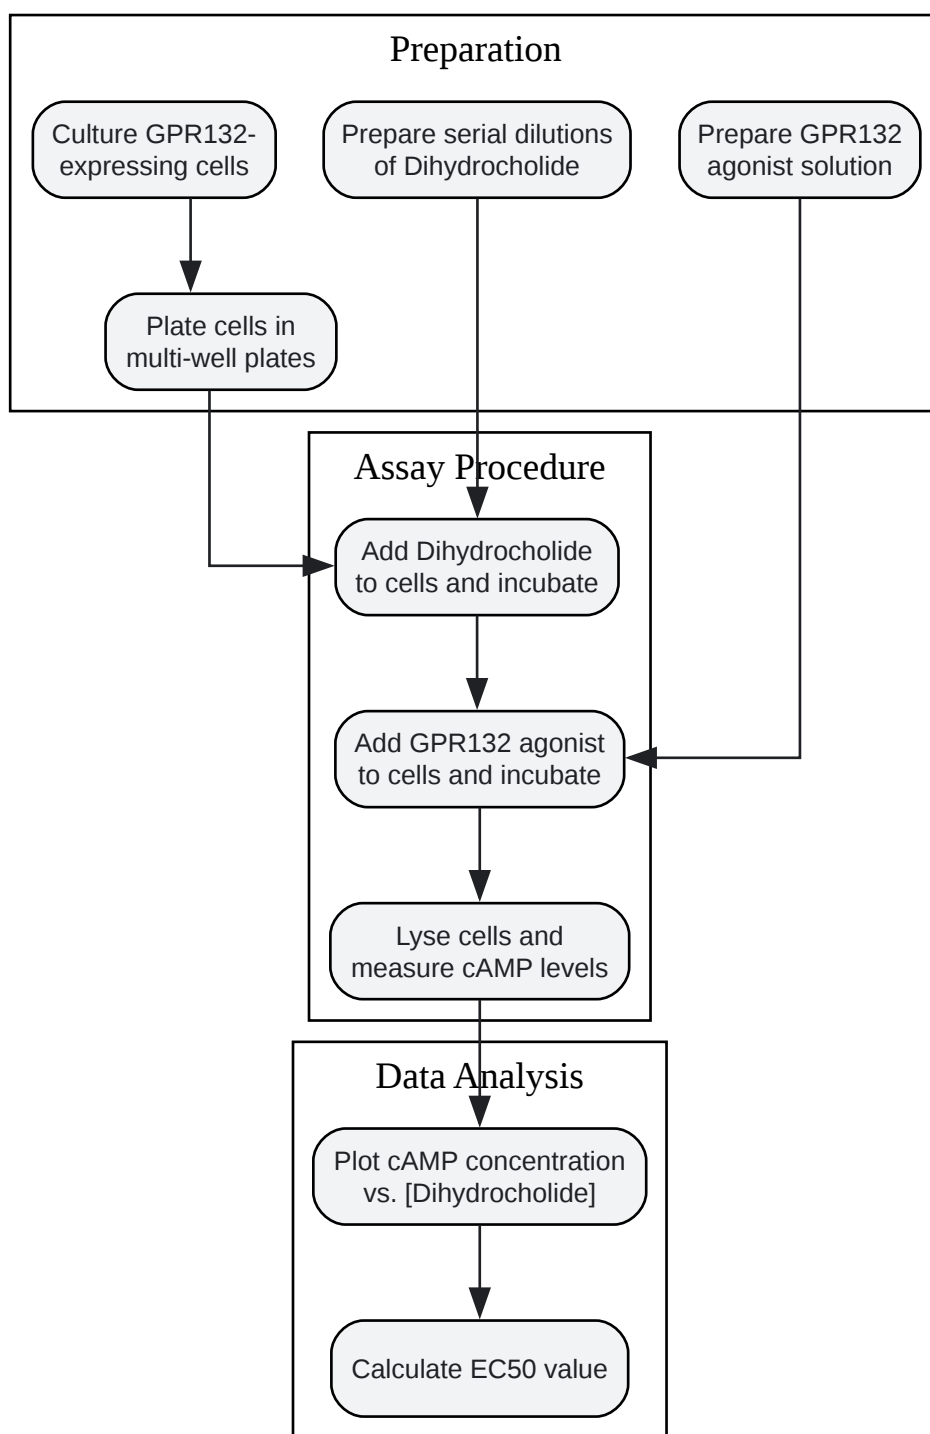 Preparation
Culture GPR132-
expressing cells
Prepare serial dilutions
of Dihydrocholide
Prepare GPR132
agonist solution
Plate cells in
multi-well plates
Assay Procedure
Add Dihydrocholide
to cells and incubate
Add GPR132 agonist
to cells and incubate
Lyse cells and
measure cAMP levels
Data Analysis
Plot cAMP concentration
vs. [Dihydrocholide]
Calculate EC50 value